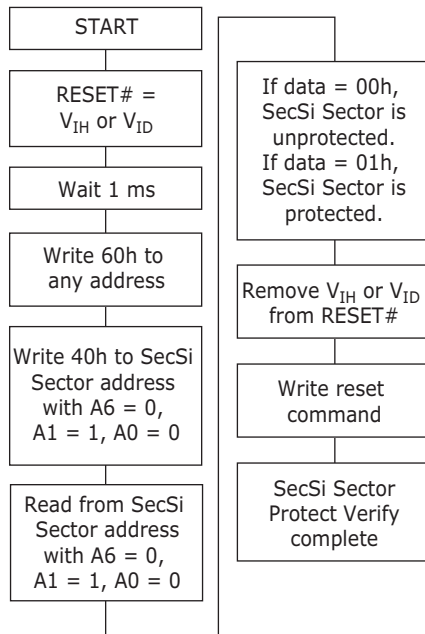 START
RESET# =
V_IH or V_ID
Wait 1 ms
Write 60h to
any address
Write 40h to SecSi
Sector address
with A6 = 0,
A1 = 1, A0 = 0
Read from SecSi
Sector address
with A6 = 0,
A1 = 1, A0 = 0
If data = 00h,
SecSi Sector is
unprotected.
If data = 01h,
SecSi Sector is
protected.
Remove V_IH or V_ID
from RESET#
Write reset
command
SecSi Sector
Protect Verify
complete